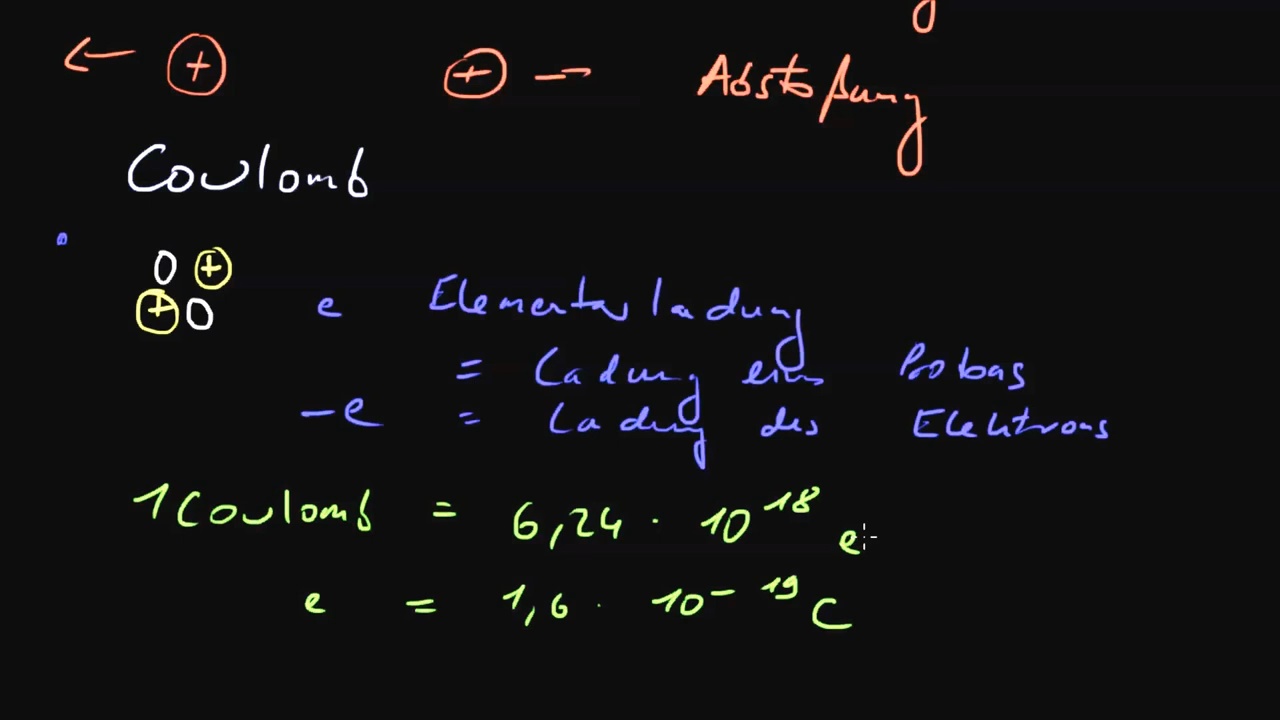 ← + + – Abstoßung
Coulomb
0 +
+ 0
e Elementarladung
= Ladung eines Protons
-e = Ladung des Elektrons
1 Coulomb = 6,24 · 10^18 e
e = 1,6 · 10^-19 C